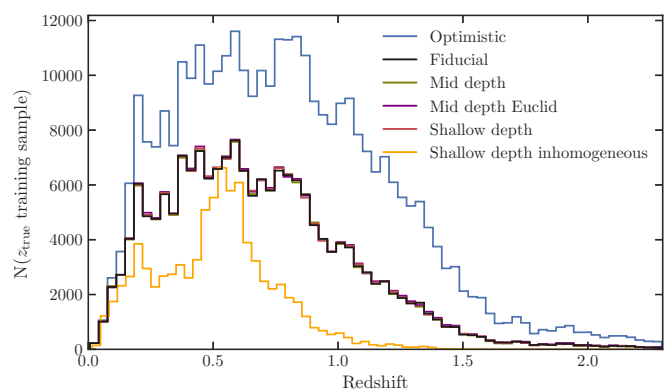 12000
10000
8000
6000
4000
2000
0
N(z_true training sample)
Optimistic
Fiducial
Mid depth
Mid depth Euclid
Shallow depth
Shallow depth inhomogeneous
0.0 0.5 1.0 1.5 2.0
Redshift